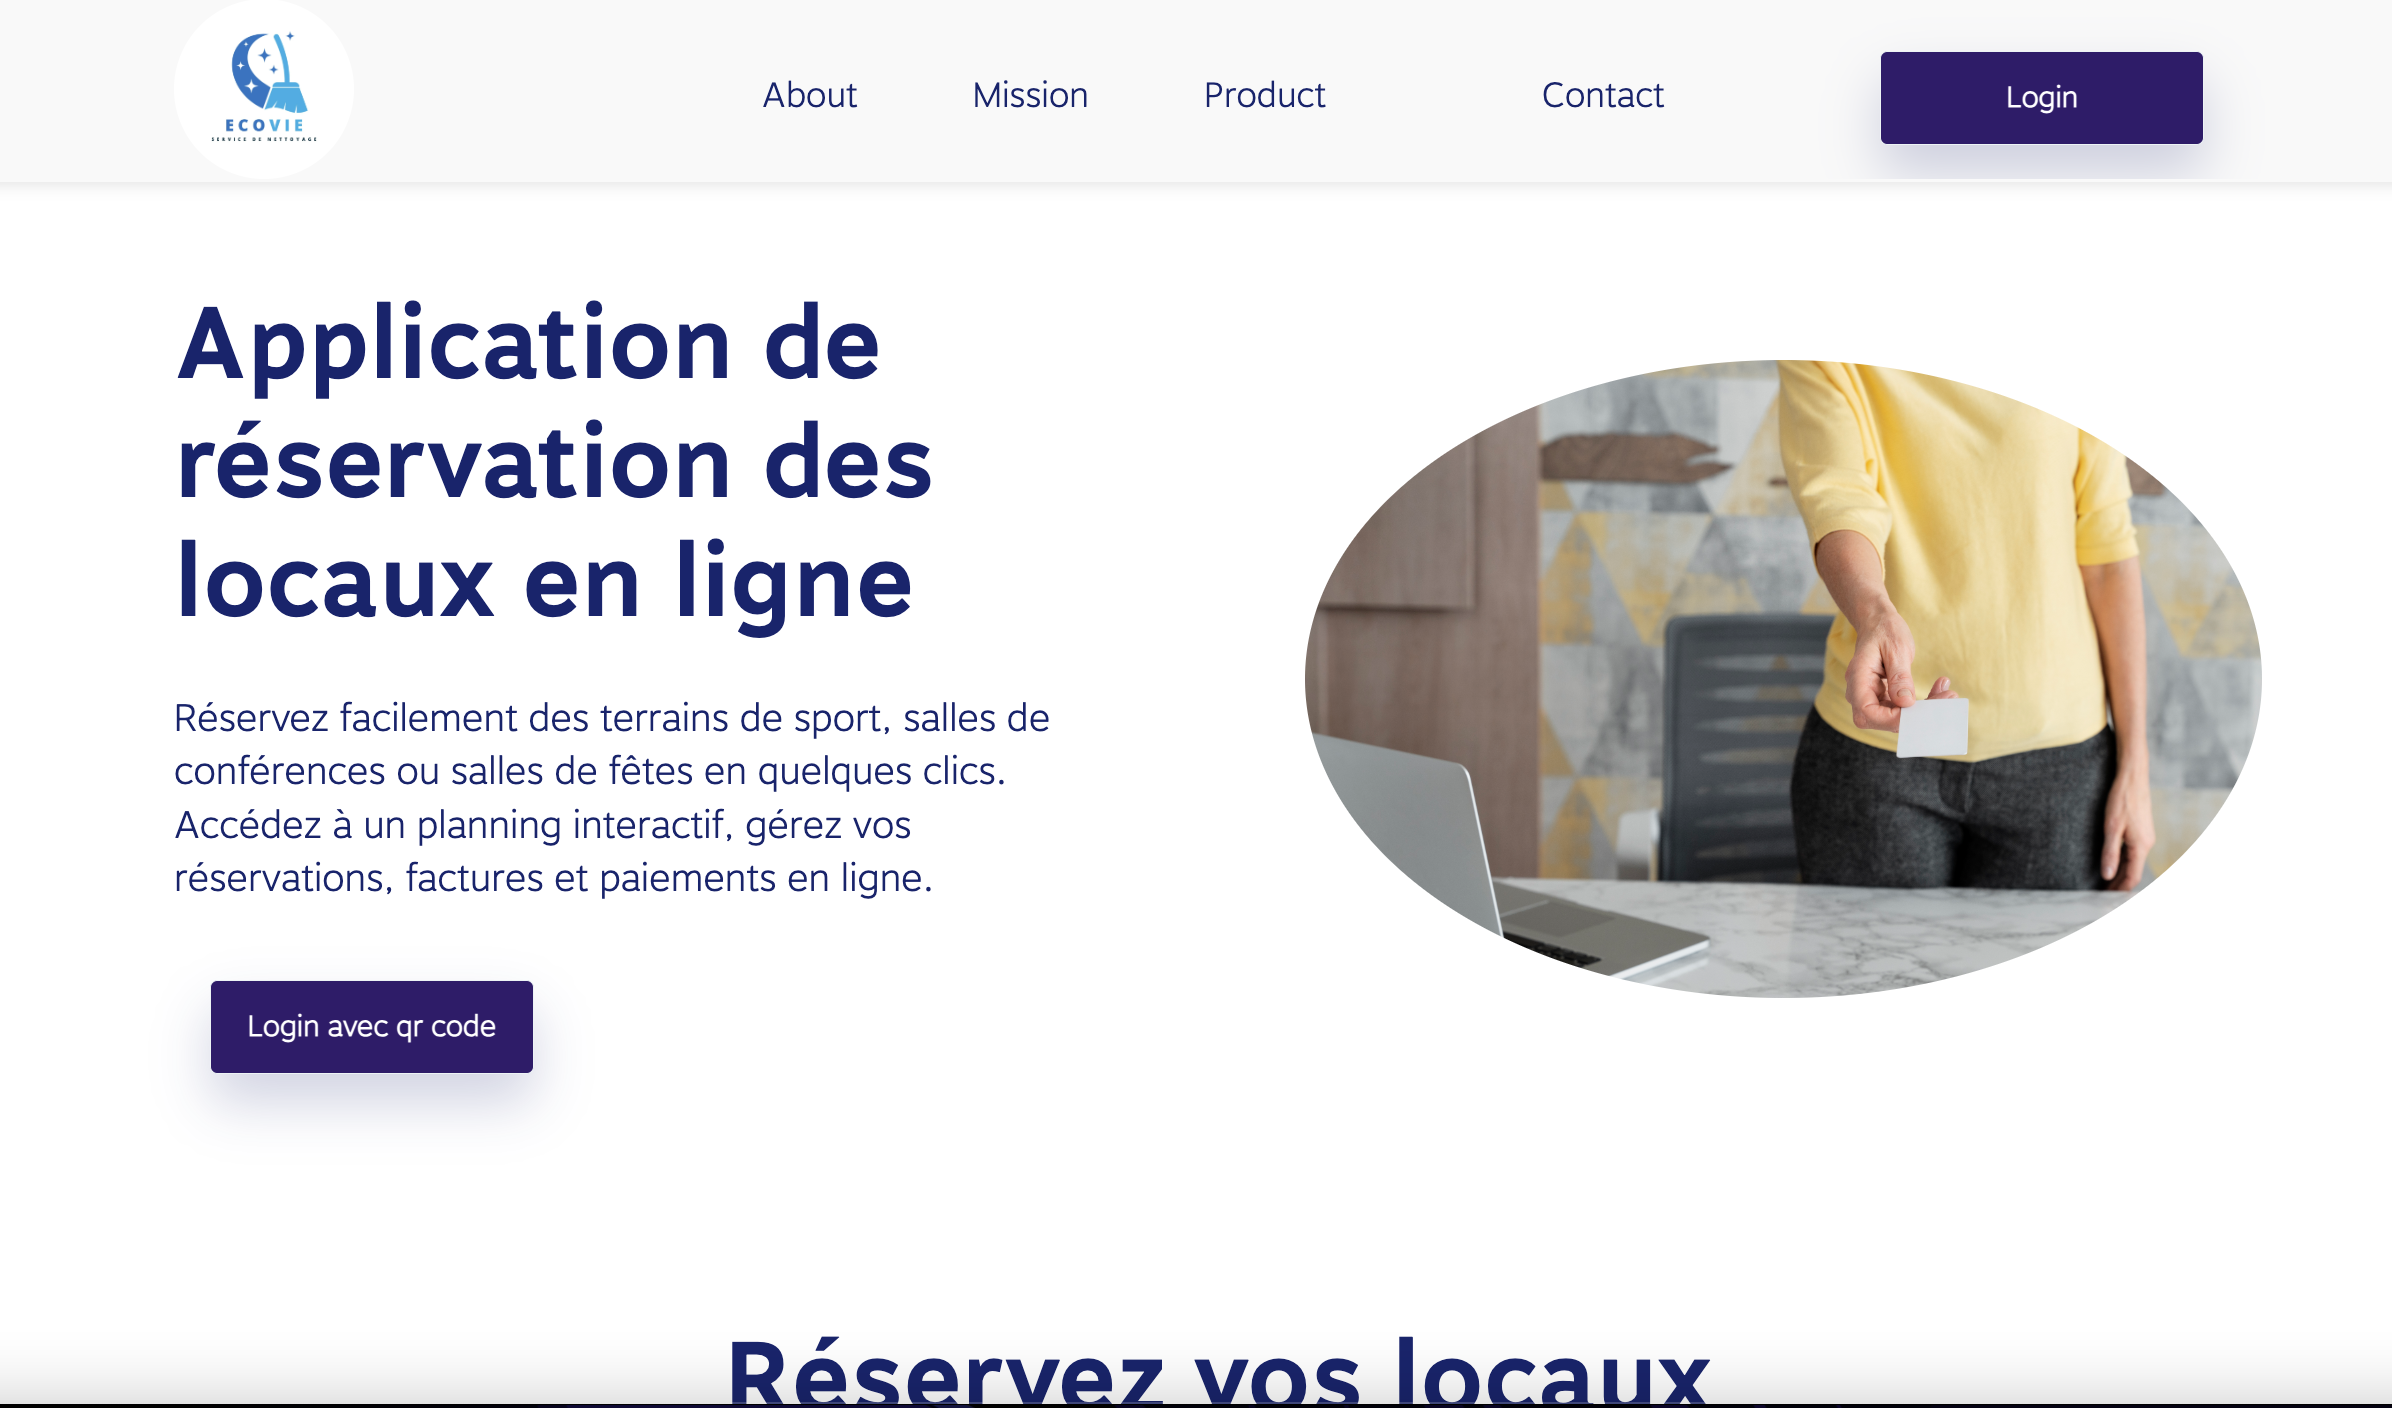 ECOVIE
SERVICE DE NETTOYAGE
About Mission Product Contact Login
Application de
réservation des
locaux en ligne
Réservez facilement des terrains de sport, salles de
conférences ou salles de fêtes en quelques clics.
Accédez à un planning interactif, gérez vos
réservations, factures et paiements en ligne.
Login avec qr code
Réservez vos locaux